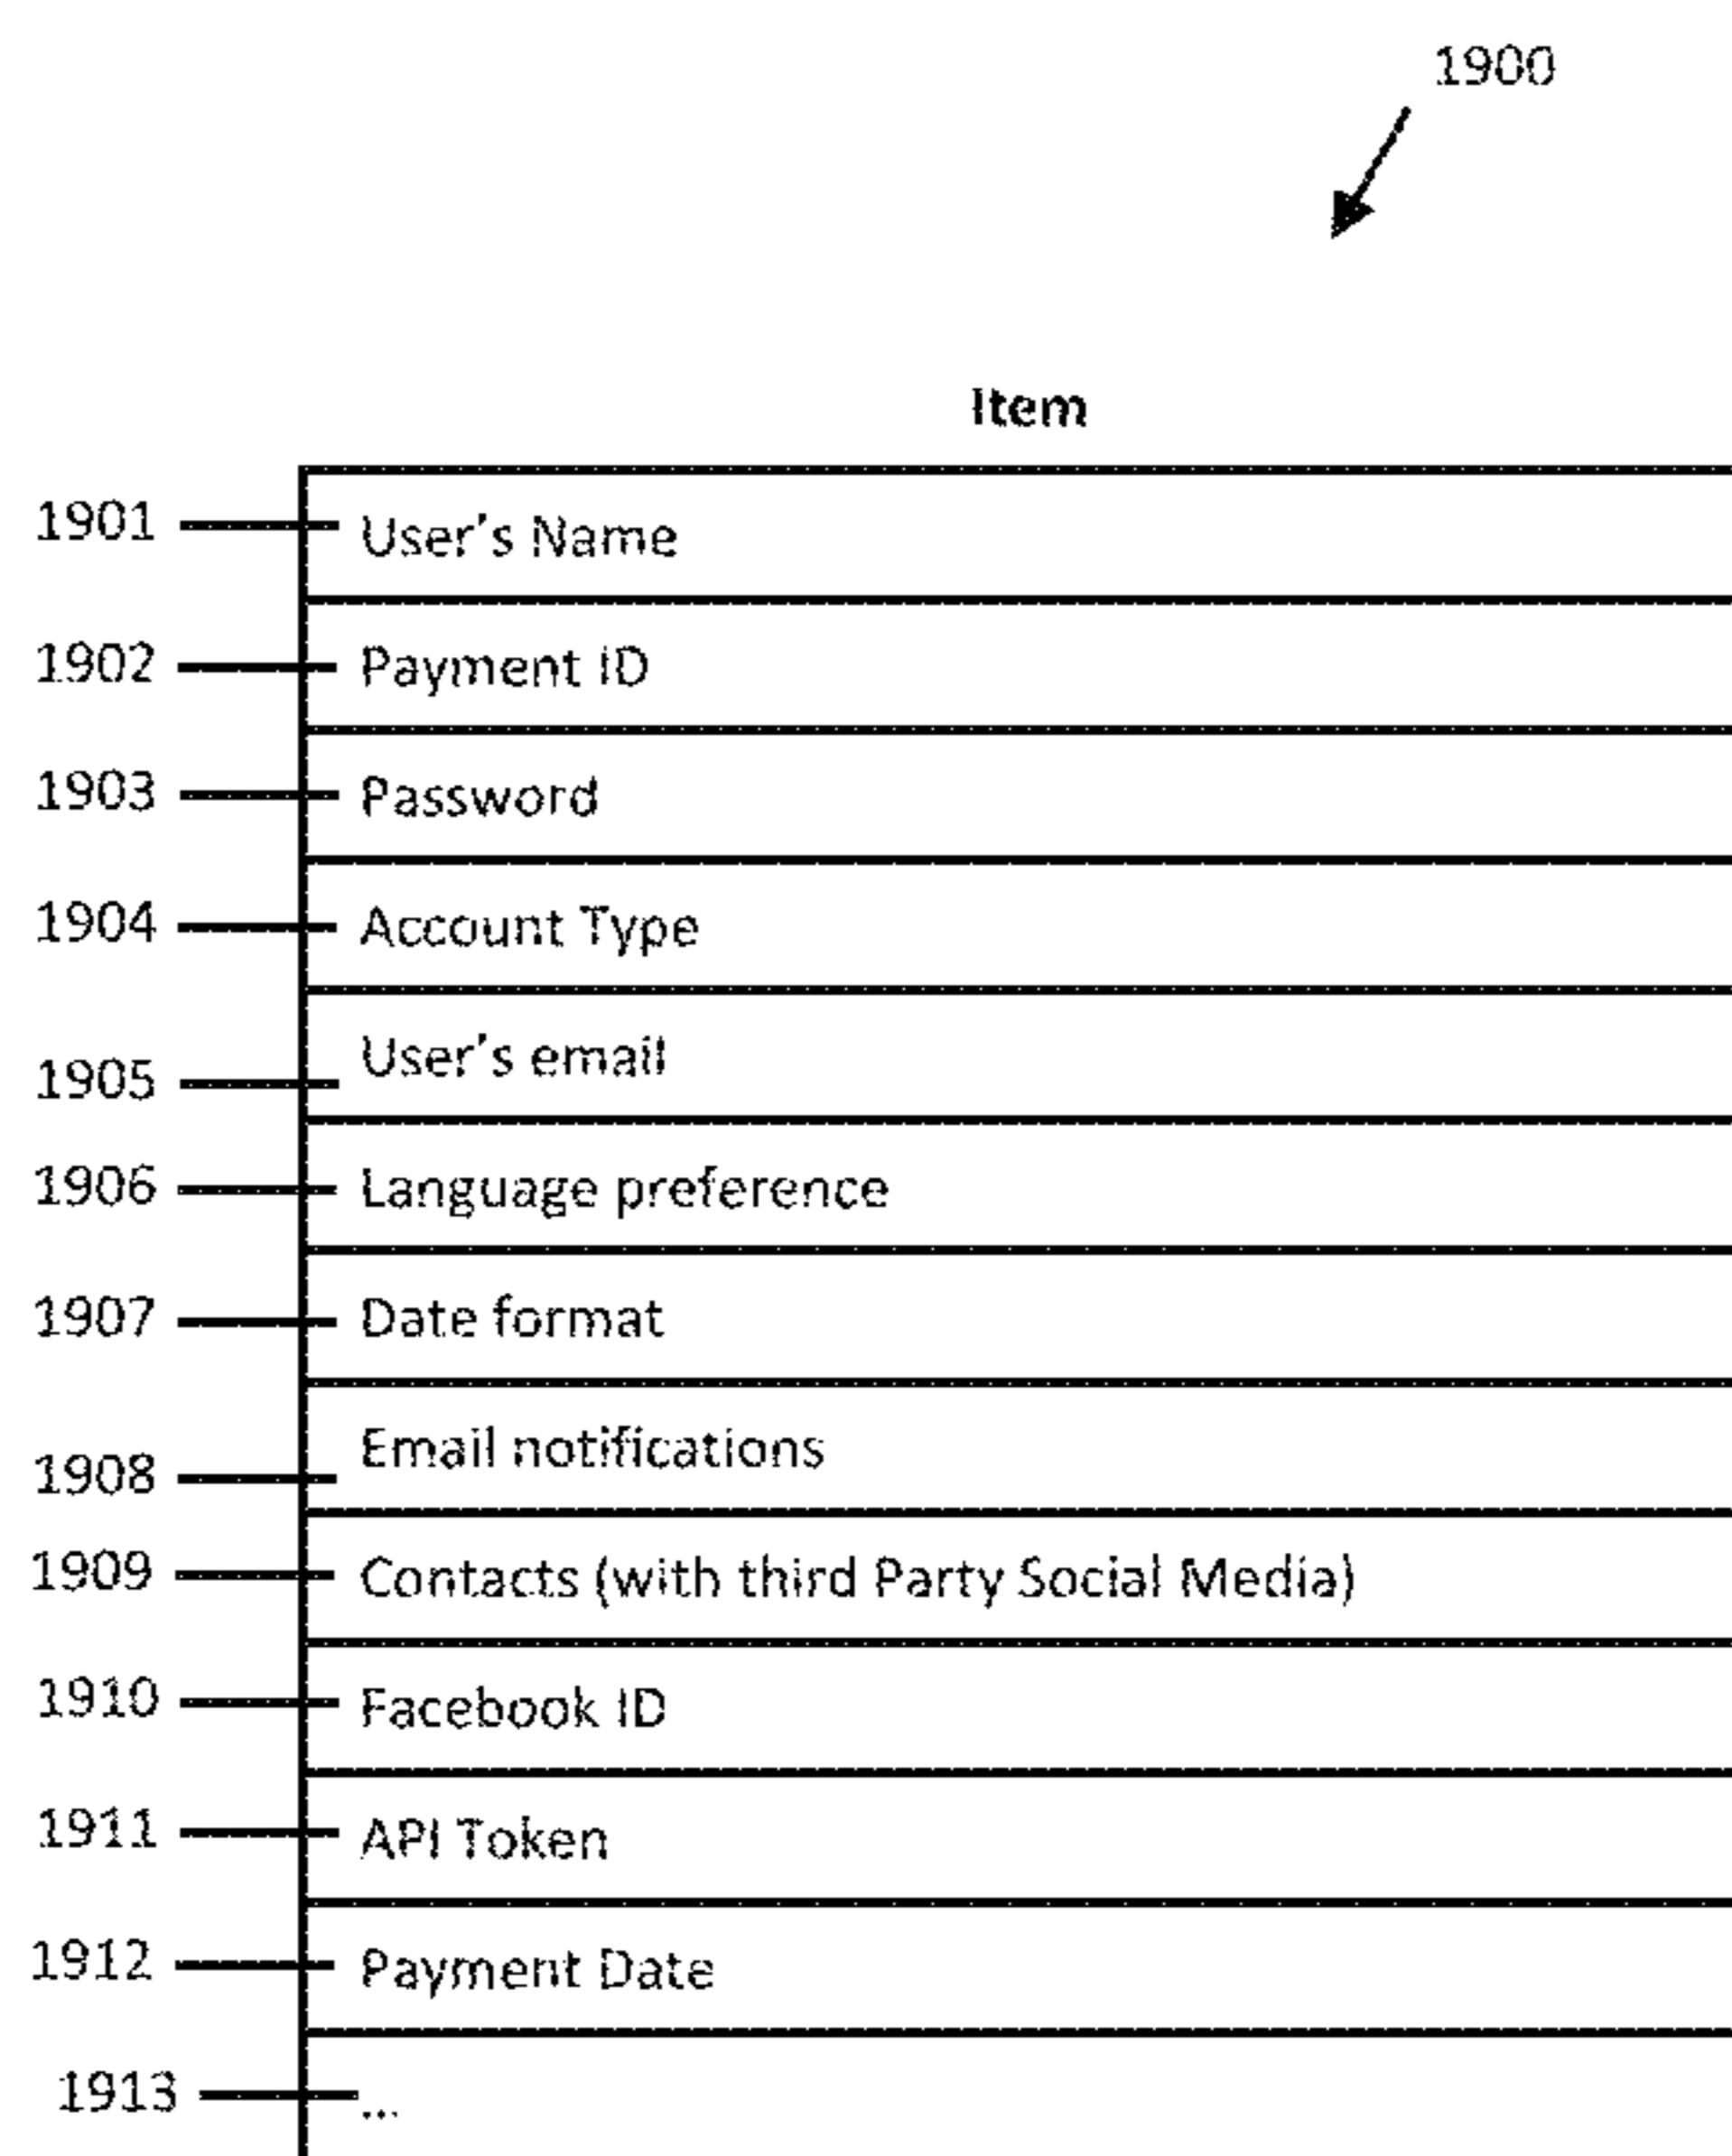 1900
Item
1901 User's Name
1902 Payment ID
1903 Password
1904 Account Type
1905 User's email
1906 Language preference
1907 Date format
1908 Email notifications
1909 Contacts (with third Party Social Media)
1910 Facebook ID
1911 API Token
1912 Payment Date
1913 ...